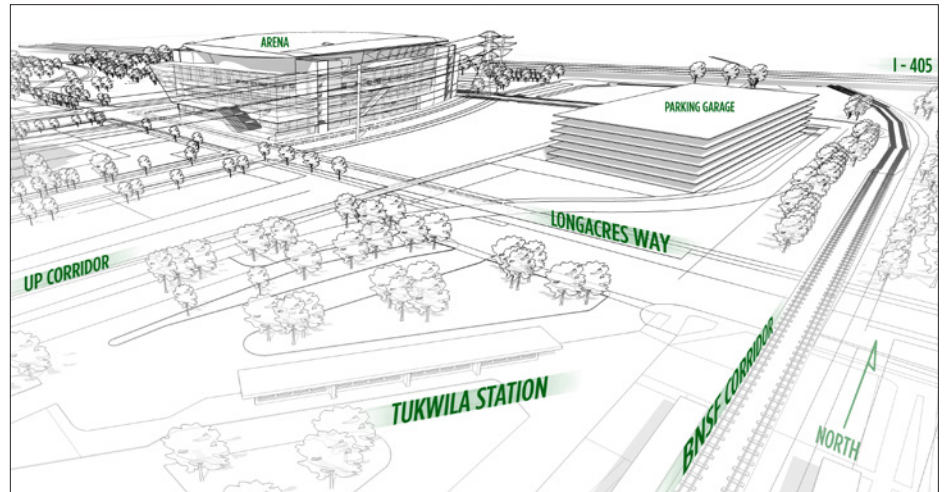 ARENA
I - 405
PARKING GARAGE
LONGACRES WAY
UP CORRIDOR
BNSF CORRIDOR
TUKWILA STATION
NORTH